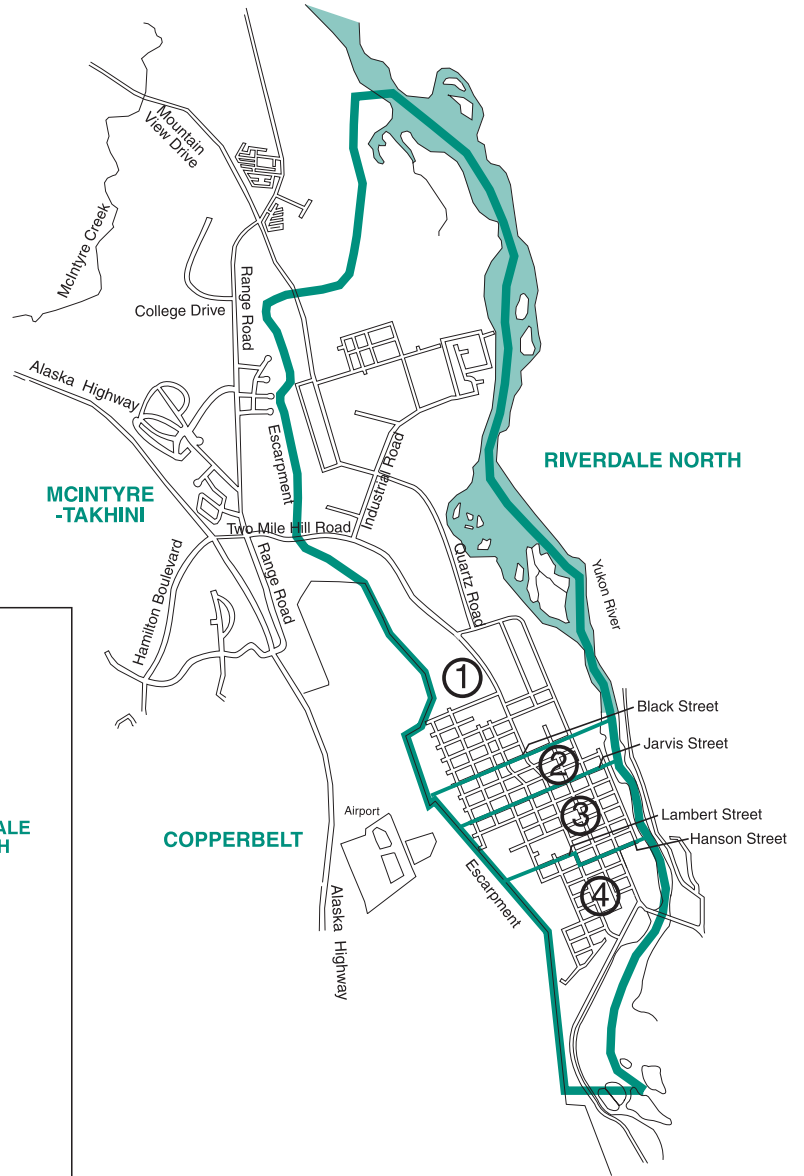 Mountain
View Drive
McIntyre Creek
College Drive
Range Road
Alaska Highway
Escarpment
Industrial Road
RIVERDALE NORTH
MCINTYRE
-TAKHINI
Two Mile Hill Road
Quartz Road
Range Road
Hamilton Boulevard
Yukon River
1
Black Street
2
Jarvis Street
3
Airport
Lambert Street
ALE
H
COPPERBELT
Hanson Street
Escarpment
4
Alaska Highway